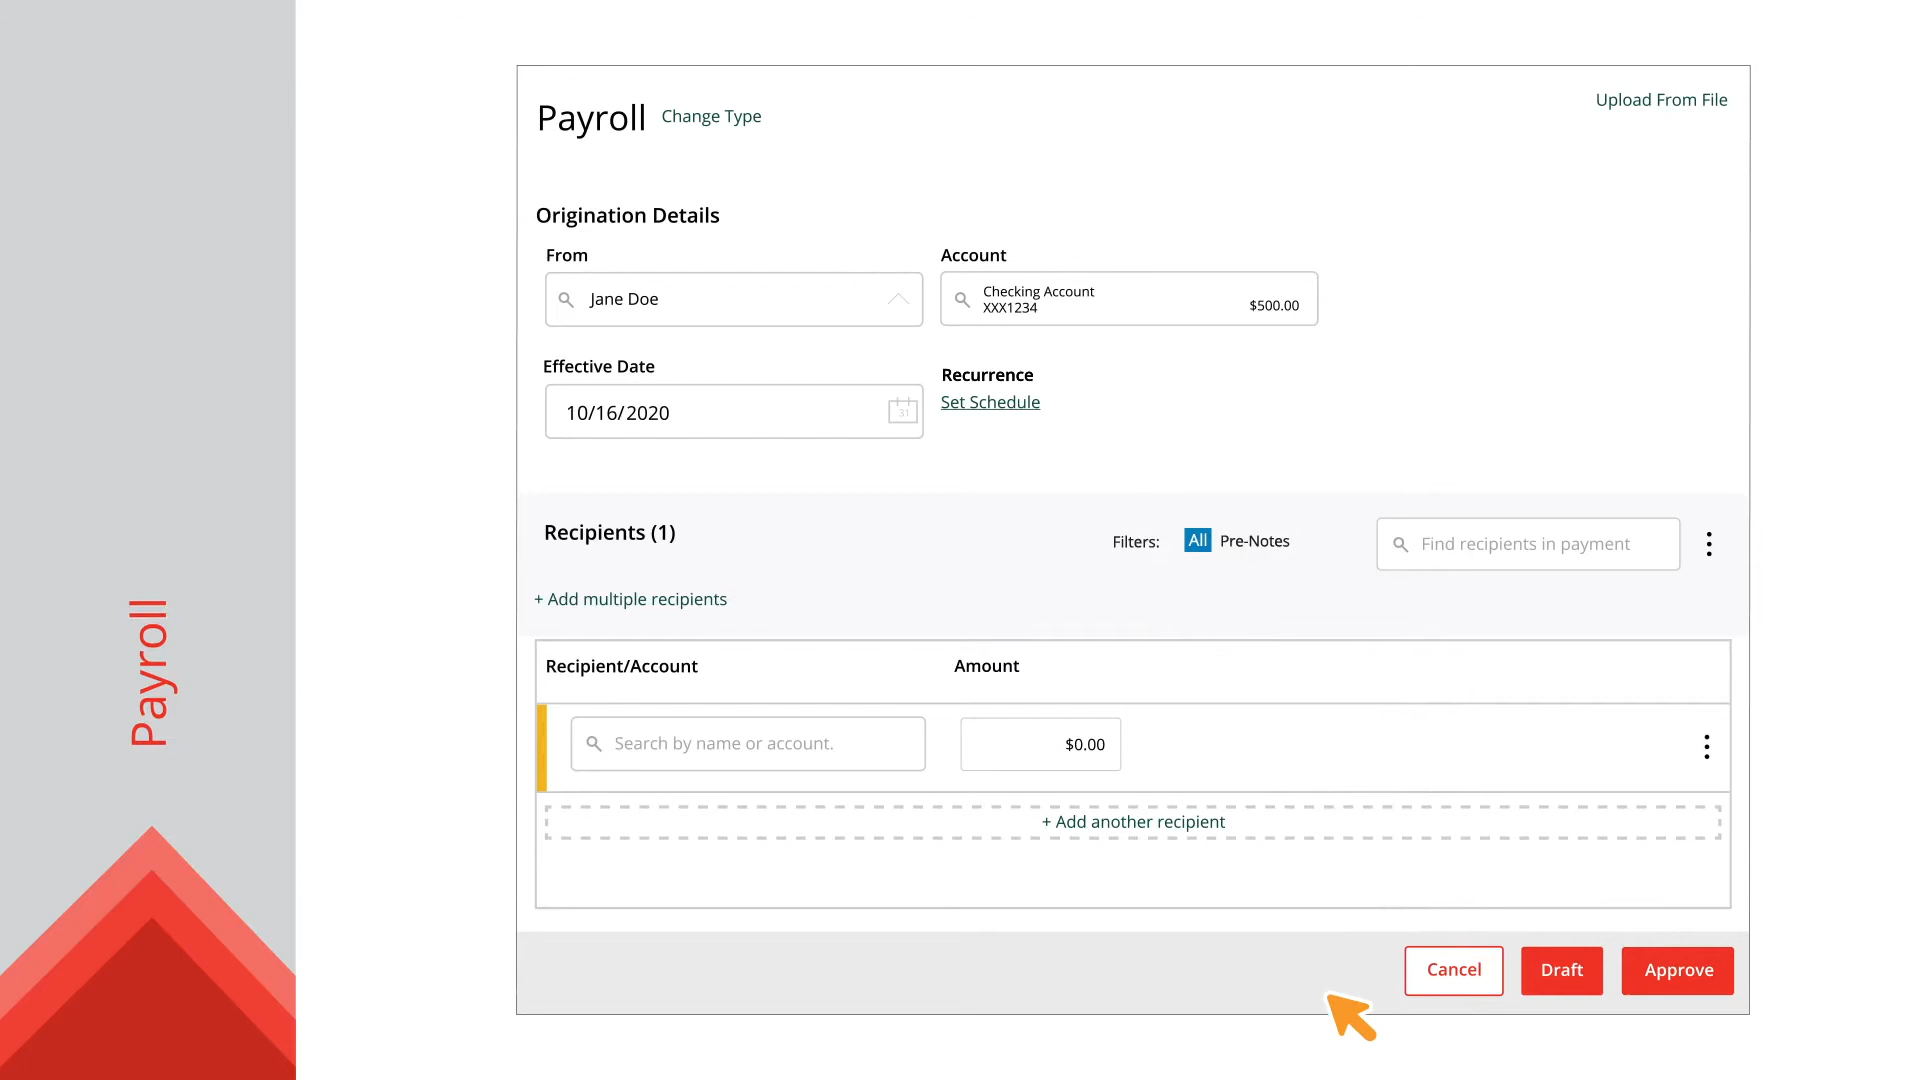 Payroll
Payroll
Change Type
Upload From File
Origination Details
From
Account
Jane Doe
Checking Account
XXX1234
$500.00
Effective Date
Recurrence
10/16/2020
31
Set Schedule
Recipients (1)
Filters:
All
Pre-Notes
Find recipients in payment
+ Add multiple recipients
Recipient/Account
Amount
Search by name or account.
$0.00
+ Add another recipient
Cancel
Draft
Approve